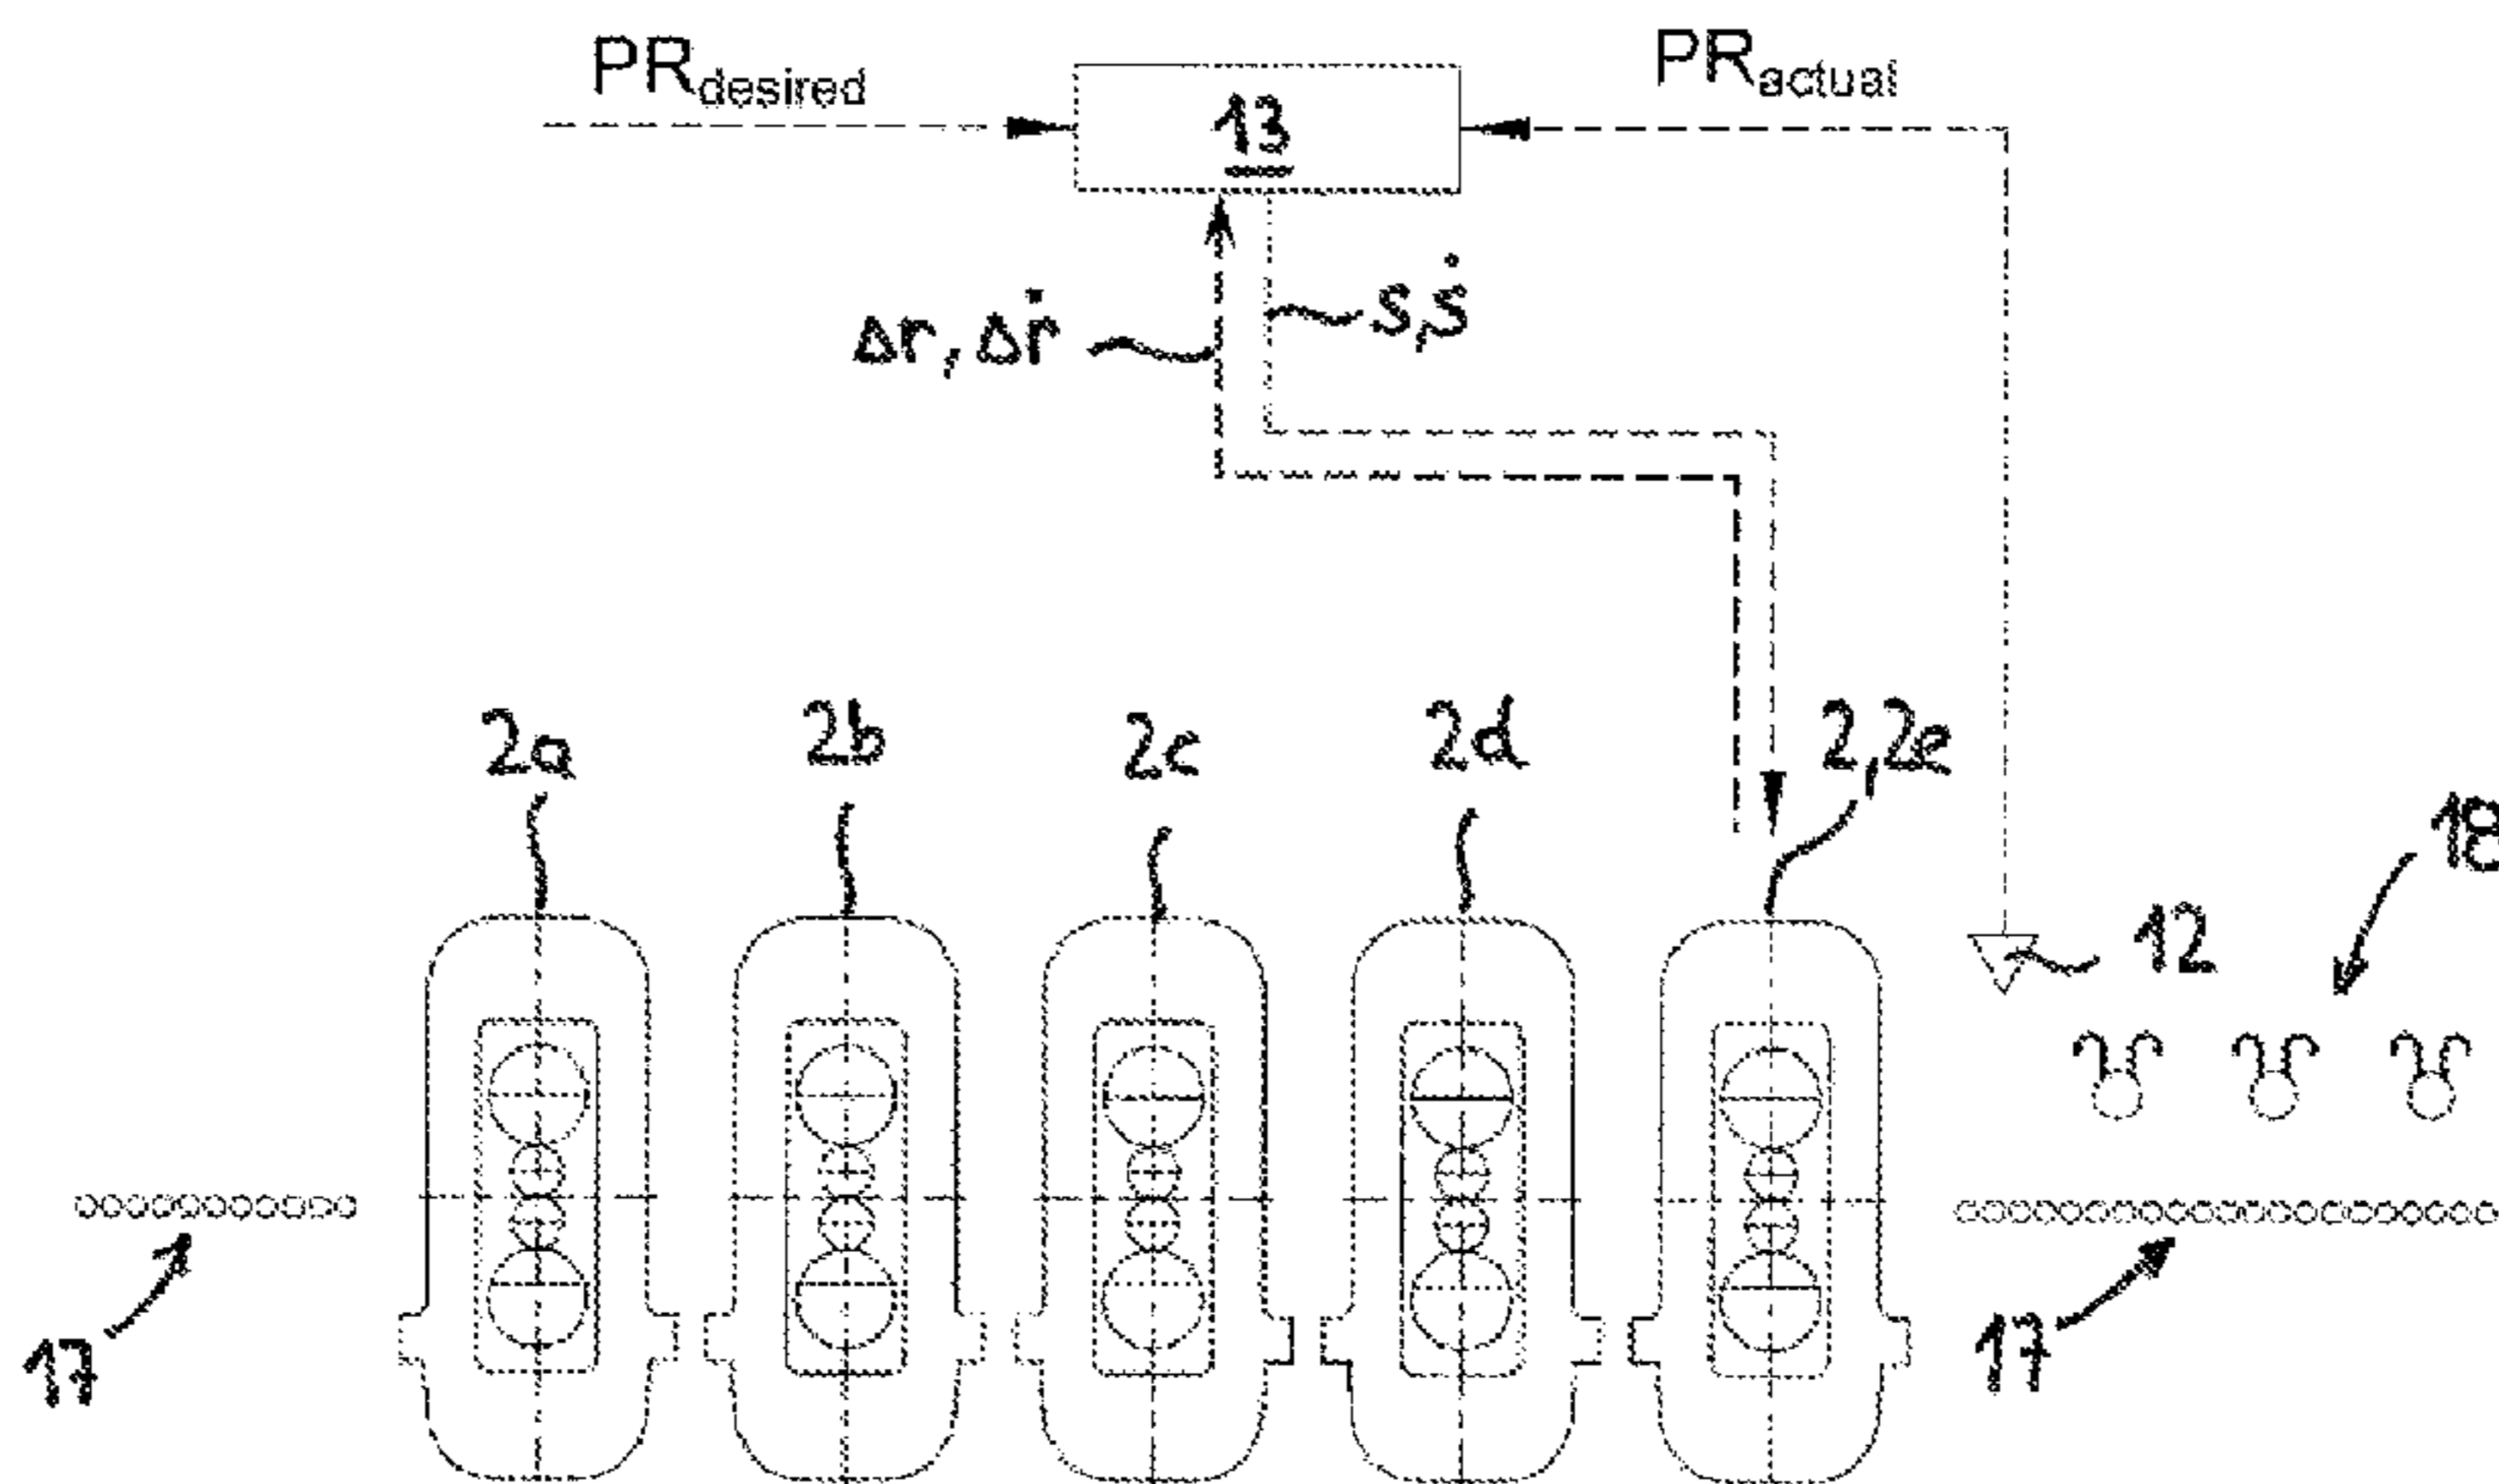 PRdesired
PRactual
13
Δr, Δṙ
s,ṡ
2a
2b
2c
2d
2,2e
18
12
17
17